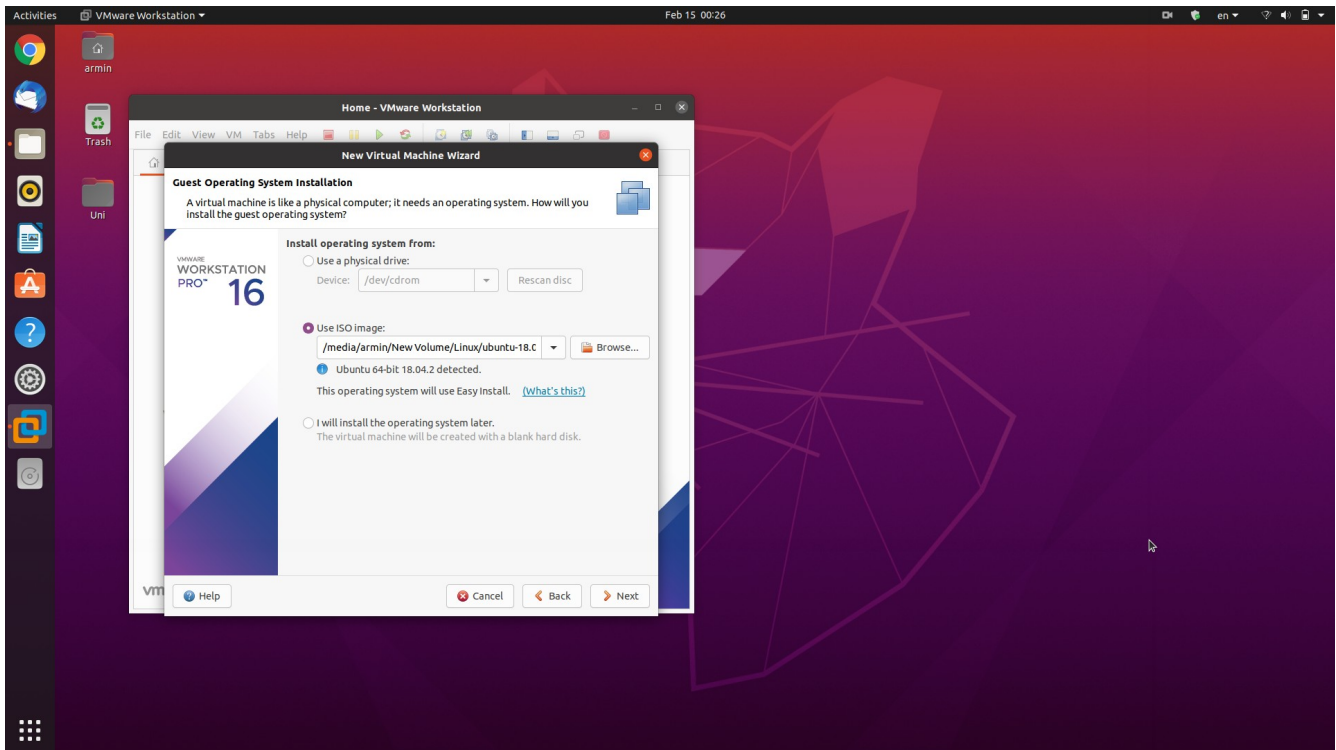 Activities
VMware Workstation
Feb 15 00:26
en
armin
Trash
Uni
Home - VMware Workstation
File Edit View VM Tabs Help
New Virtual Machine Wizard
Guest Operating System Installation
A virtual machine is like a physical computer; it needs an operating system. How will you
install the guest operating system?
VMWARE
WORKSTATION
PRO™ 16
Install operating system from:
Use a physical drive:
Device: /dev/cdrom Rescan disc
Use ISO image:
/media/armin/New Volume/Linux/ubuntu-18.0 Browse...
Ubuntu 64-bit 18.04.2 detected.
This operating system will use Easy Install. (What's this?)
I will install the operating system later.
The virtual machine will be created with a blank hard disk.
vm
Help Cancel Back Next